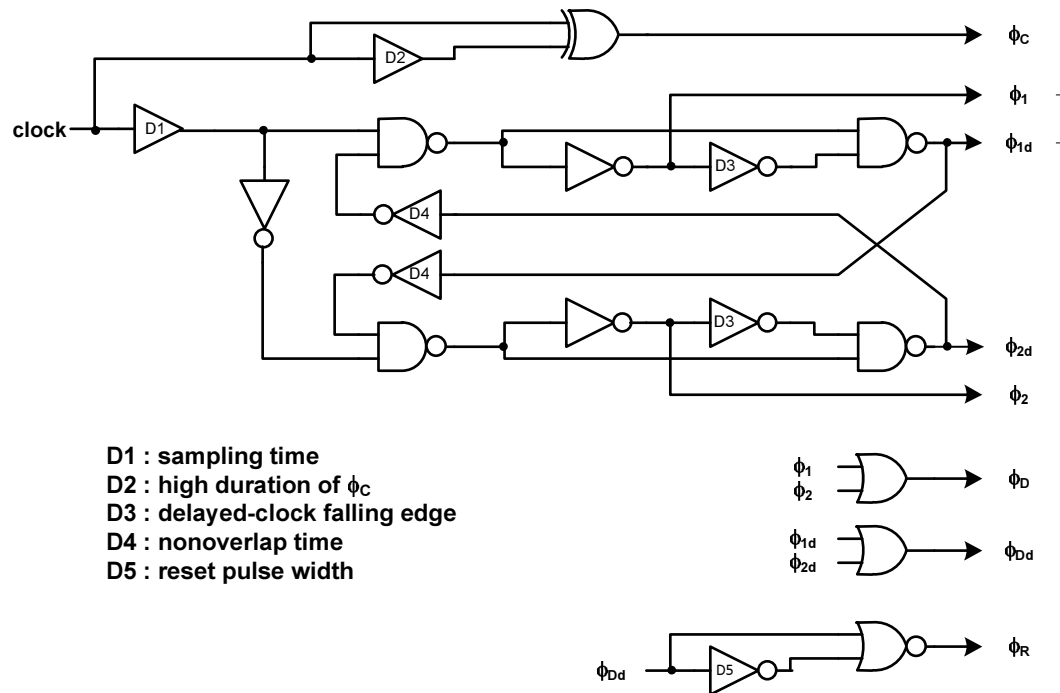 ϕC
D2
ϕ1
clock
D1
ϕ1d
D3
D4
D4
D3
ϕ2d
ϕ2
D1 : sampling time
D2 : high duration of ϕC
D3 : delayed-clock falling edge
D4 : nonoverlap time
D5 : reset pulse width
ϕ1
ϕ2
ϕD
ϕ1d
ϕ2d
ϕDd
ϕDd
D5
ϕR